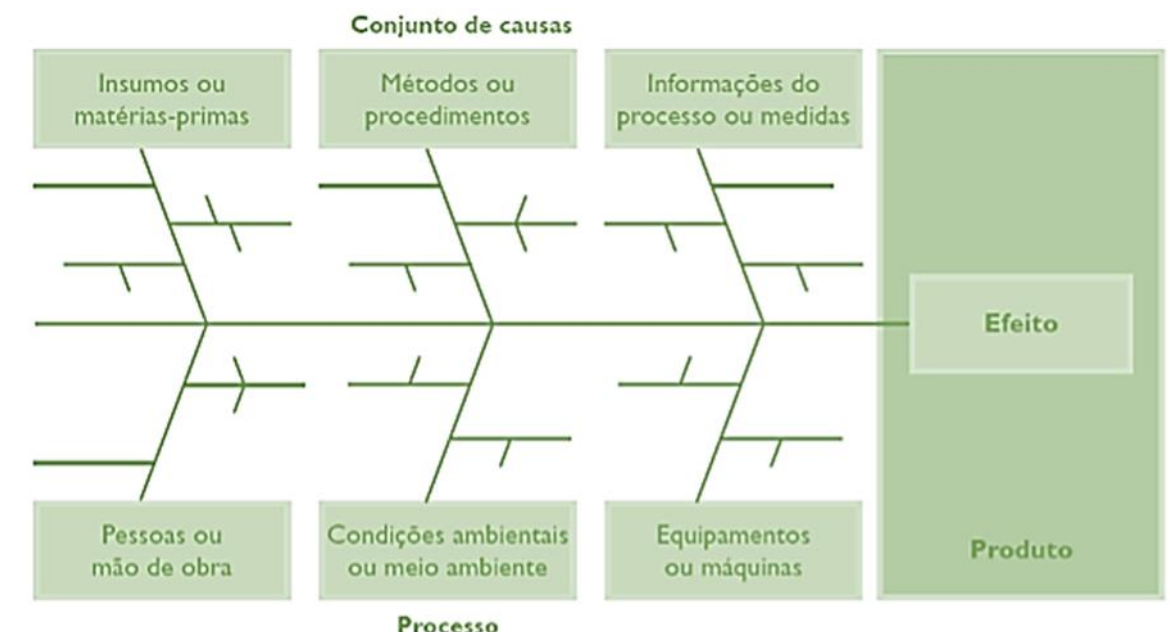 Conjunto de causas
Insumos ou
matérias-primas
Métodos ou
procedimentos
Informações do
processo ou medidas
Efeito
Pessoas ou
mão de obra
Condições ambientais
ou meio ambiente
Equipamentos
ou máquinas
Produto
Processo